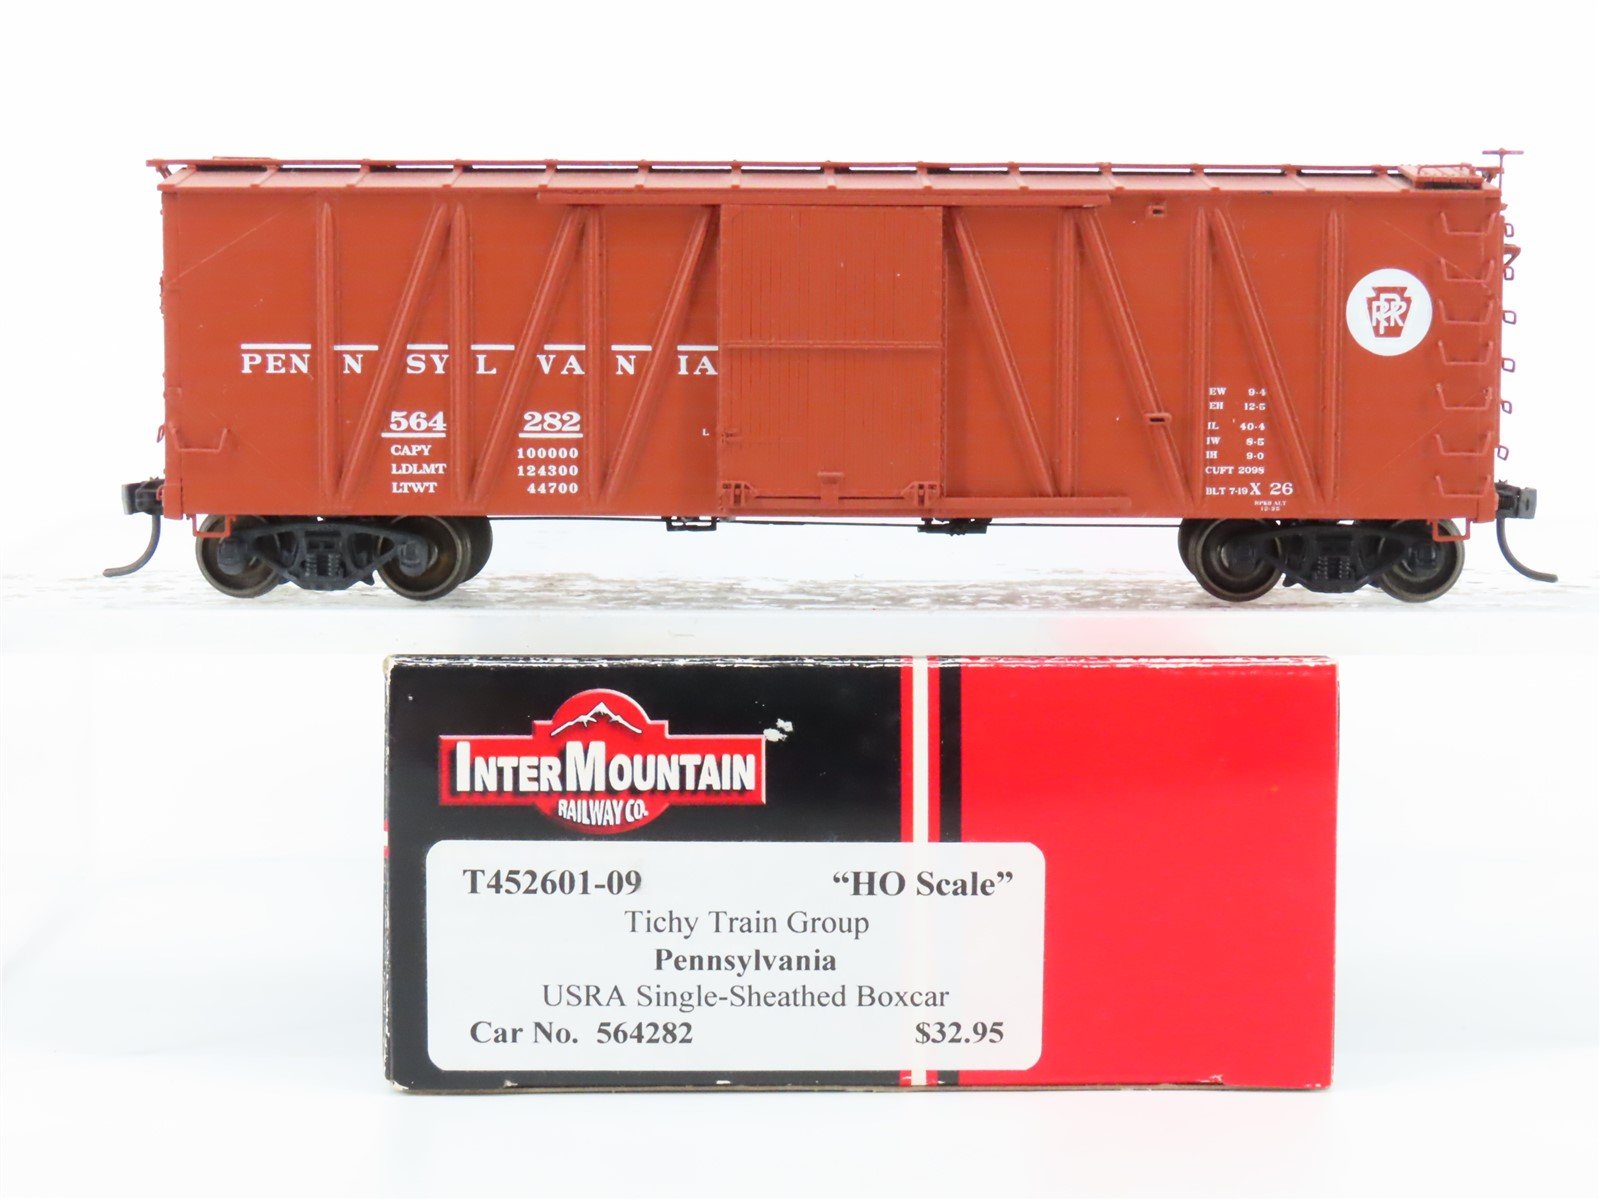 PENNSYLVANIA
564 282
CAPY 100000
LDLMT 124300
LTWT 44700
L
PRR
EW 9-4
EH 12-5
IL 40-4
IW 8-5
IH 9-0
CUFT 2098
BLT 7-19 X 26
INTERMOUNTAIN
RAILWAY CO.
T452601-09 “HO Scale”
Tichy Train Group
Pennsylvania
USRA Single-Sheathed Boxcar
Car No. 564282 $32.95